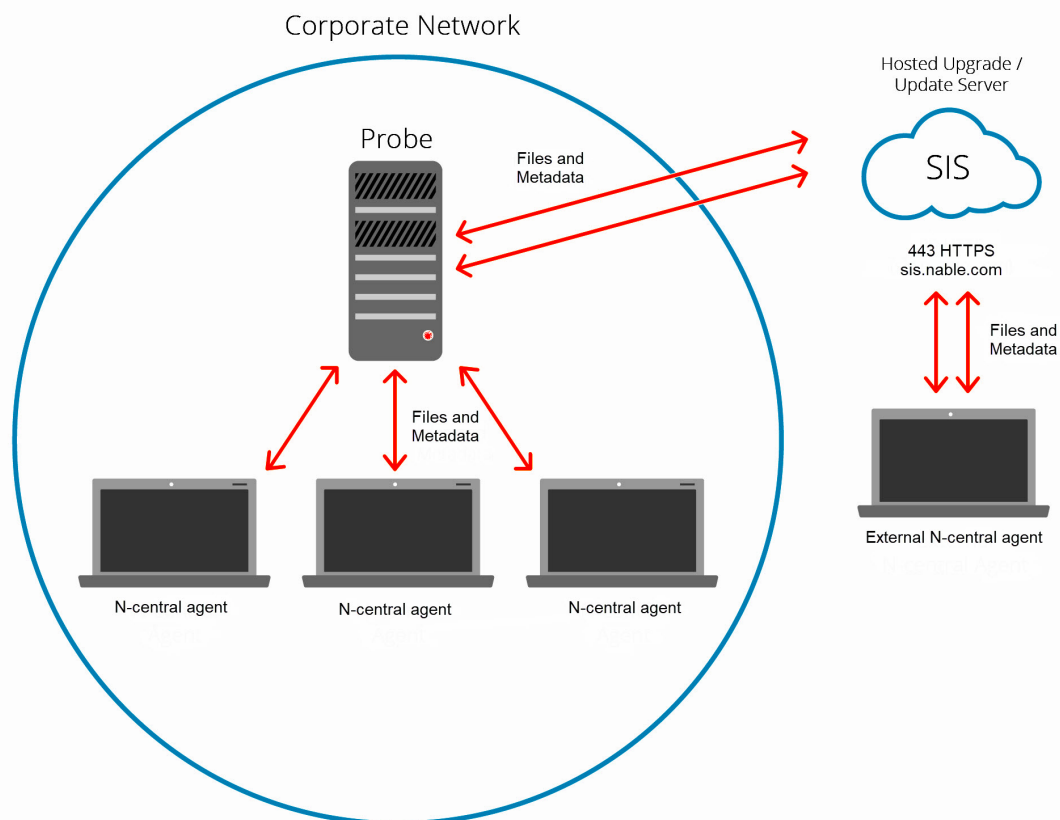 Corporate Network
Hosted Upgrade /
Update Server
SIS
Probe
Files and
Metadata
443 HTTPS
sis.nable.com
Files and
Metadata
Files and
Metadata
External N-central agent
N-central agent
N-central agent
N-central agent